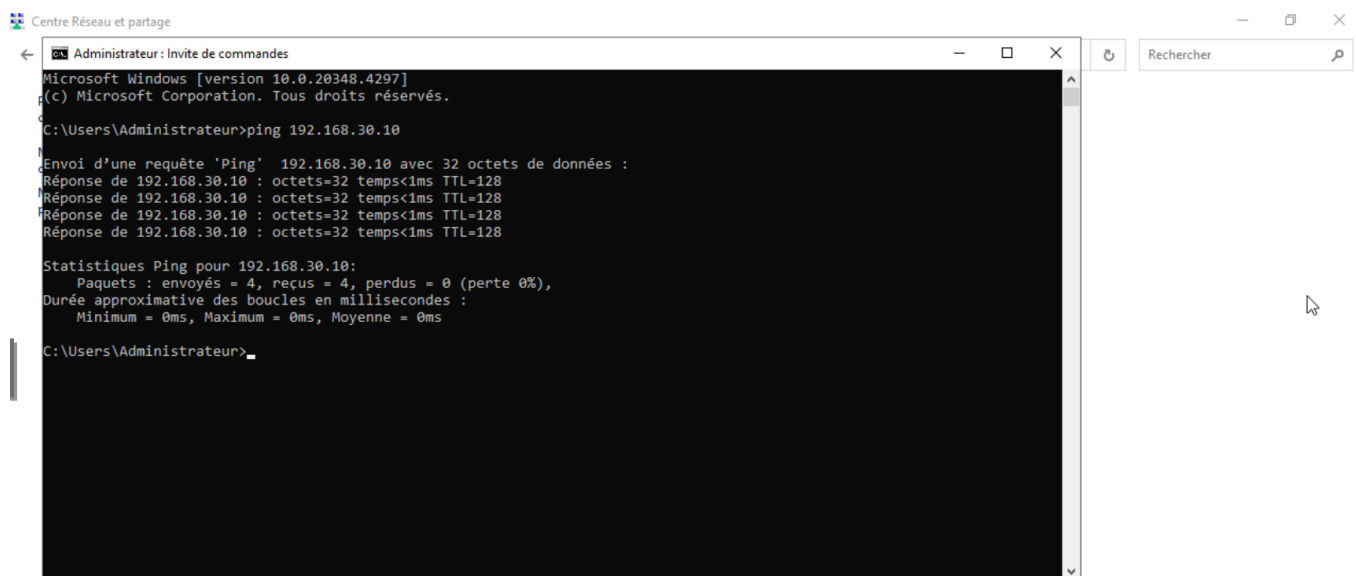 Centre Réseau et partage
Administrateur : Invite de commandes
Rechercher
Microsoft Windows [version 10.0.20348.4297]
(c) Microsoft Corporation. Tous droits réservés.
C:\Users\Administrateur>ping 192.168.30.10
Envoi d’une requête 'Ping'  192.168.30.10 avec 32 octets de données :
Réponse de 192.168.30.10 : octets=32 temps<1ms TTL=128
Réponse de 192.168.30.10 : octets=32 temps<1ms TTL=128
Réponse de 192.168.30.10 : octets=32 temps<1ms TTL=128
Réponse de 192.168.30.10 : octets=32 temps<1ms TTL=128
Statistiques Ping pour 192.168.30.10:
    Paquets : envoyés = 4, reçus = 4, perdus = 0 (perte 0%),
Durée approximative des boucles en millisecondes :
    Minimum = 0ms, Maximum = 0ms, Moyenne = 0ms
C:\Users\Administrateur>